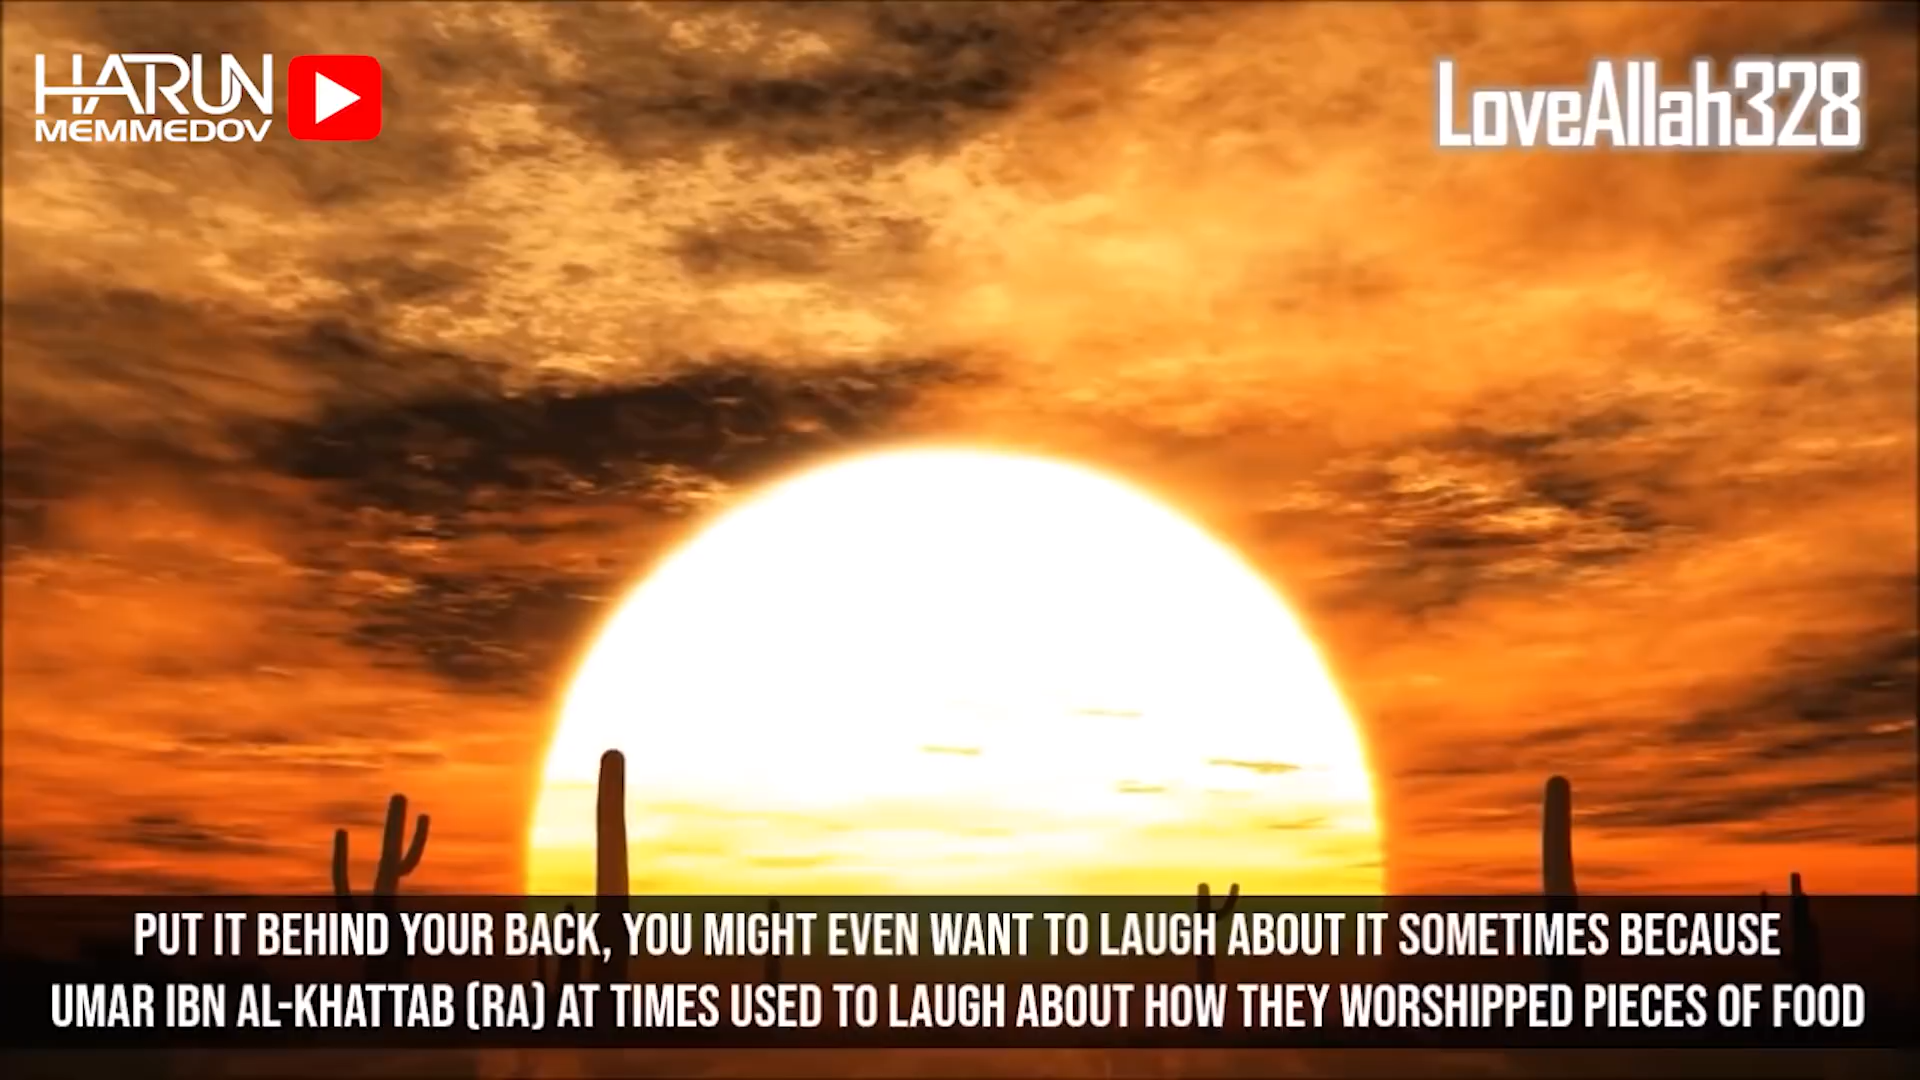 HARUN
MEMMEDOV
LoveAllah328
PUT IT BEHIND YOUR BACK, YOU MIGHT EVEN WANT TO LAUGH ABOUT IT SOMETIMES BECAUSE
UMAR IBN AL-KHATTAB (RA) AT TIMES USED TO LAUGH ABOUT HOW THEY WORSHIPPED PIECES OF FOOD